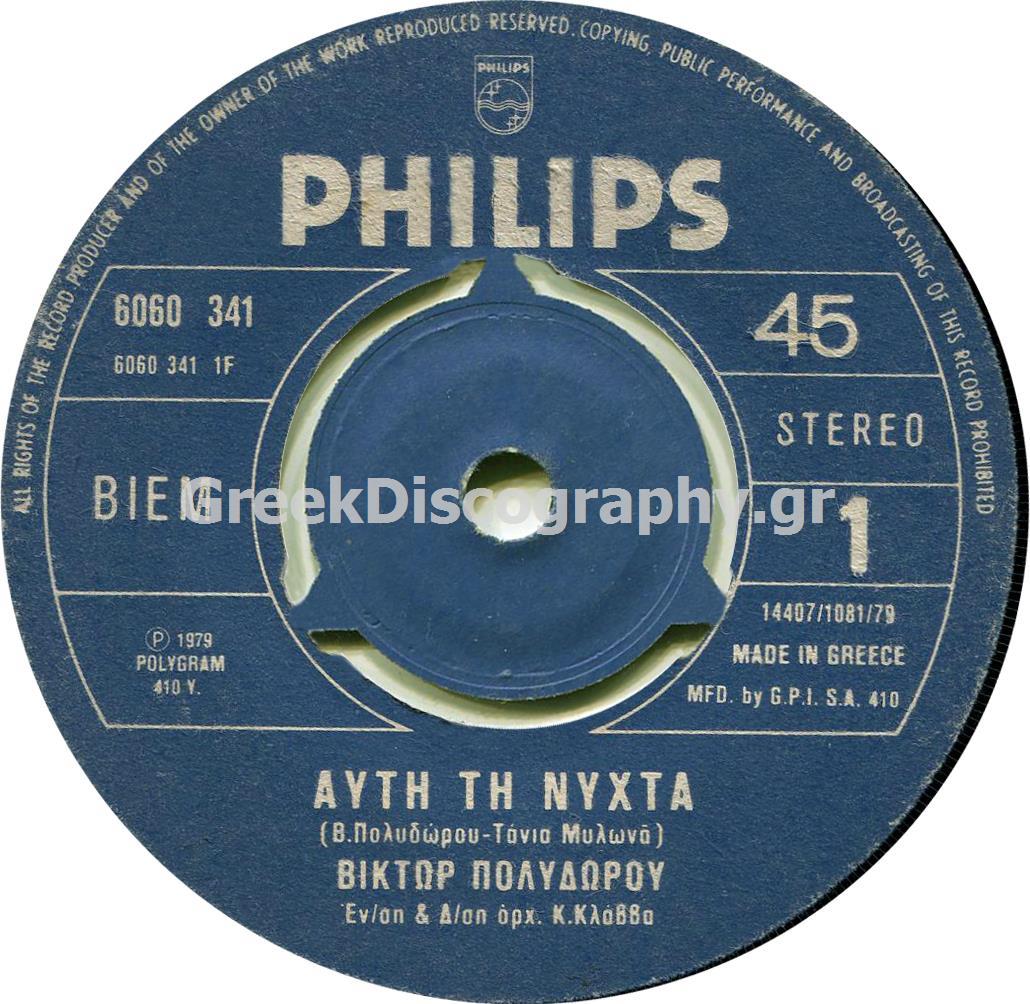 ALL RIGHTS OF THE RECORD PRODUCER AND OF THE OWNER OF THE WORK REPRODUCED RESERVED. COPYING, PUBLIC PERFORMANCE AND BROADCASTING OF THIS RECORD PROHIBITED
PHILIPS
PHILIPS
6060 341
6060 341 1F
45
STEREO
BIEM
GreekDiscography.gr
1
℗ 1979
POLYGRAM
410 Y.
14407/1081/79
MADE IN GREECE
MFD. by G.P.I. S.A. 410
ΑΥΤΗ ΤΗ ΝΥΧΤΑ
(Β.Πολυδώρου-Τάνια Μυλωνά)
ΒΙΚΤΩΡ ΠΟΛΥΔΩΡΟΥ
Έν/ση & Δ/ση όρχ. Κ.Κλάββα